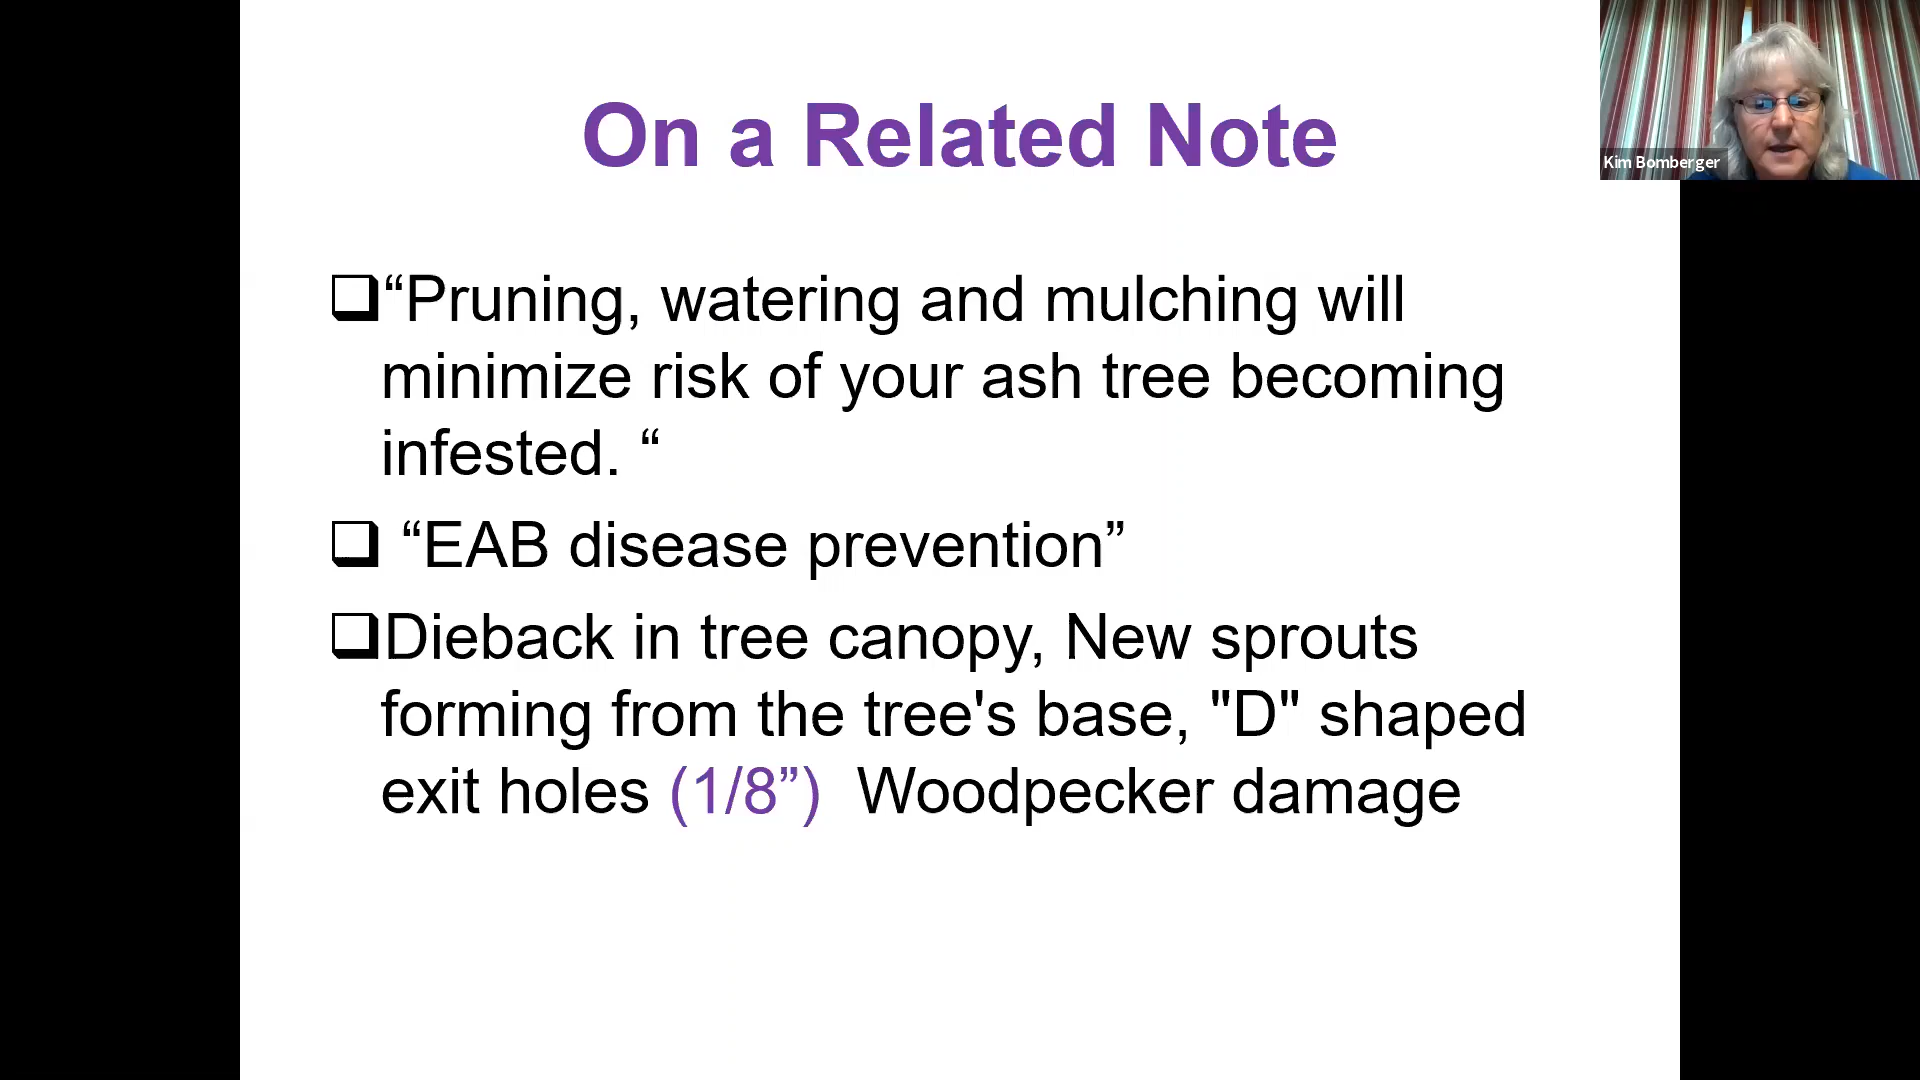 On a Related Note
Kim Bomberger
“Pruning, watering and mulching will
minimize risk of your ash tree becoming
infested. “
“EAB disease prevention”
Dieback in tree canopy, New sprouts
forming from the tree's base, "D" shaped
exit holes (1/8”)  Woodpecker damage